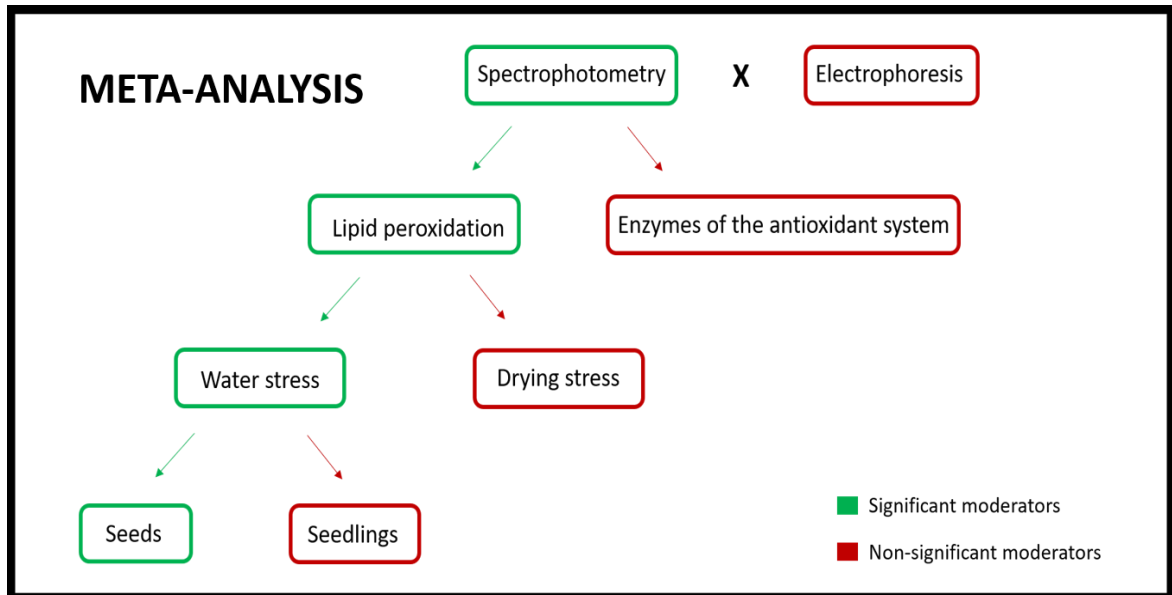 META-ANALYSIS
Spectrophotometry
X
Electrophoresis
Lipid peroxidation
Enzymes of the antioxidant system
Water stress
Drying stress
Seeds
Seedlings
Significant moderators
Non-significant moderators